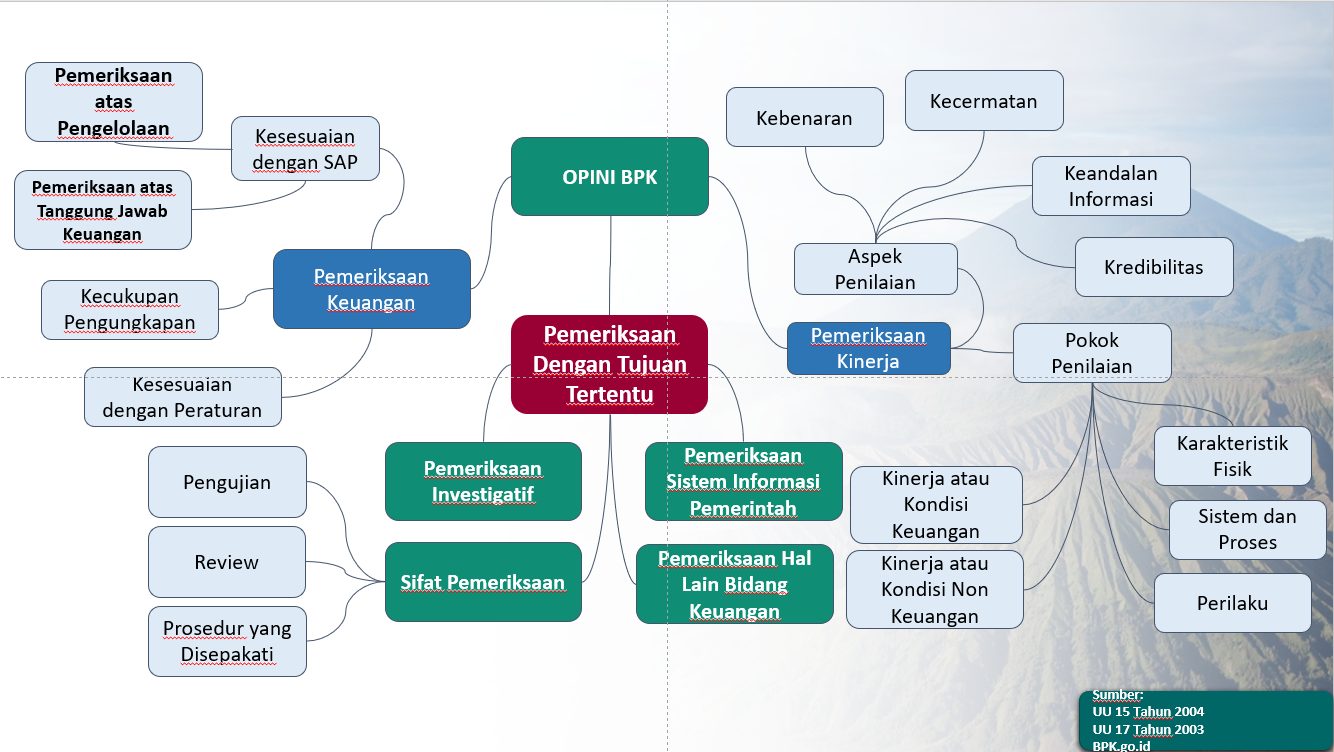 Pemeriksaan
atas
Pengelolaan
Kesesuaian
dengan SAP
Pemeriksaan atas
Tanggung Jawab
Keuangan
Pemeriksaan
Keuangan
Kecukupan
Pengungkapan
Kesesuaian
dengan Peraturan
OPINI BPK
Kebenaran
Kecermatan
Keandalan
Informasi
Kredibilitas
Aspek
Penilaian
Pemeriksaan
Kinerja
Pokok
Penilaian
Pemeriksaan
Dengan Tujuan
Tertentu
Pemeriksaan
Investigatif
Pemeriksaan
Sistem Informasi
Pemerintah
Pengujian
Review
Prosedur yang
Disepakati
Sifat Pemeriksaan
Pemeriksaan Hal
Lain Bidang
Keuangan
Kinerja atau
Kondisi
Keuangan
Kinerja atau
Kondisi Non
Keuangan
Karakteristik
Fisik
Sistem dan
Proses
Perilaku
Sumber:
UU 15 Tahun 2004
UU 17 Tahun 2003
BPK.go.id